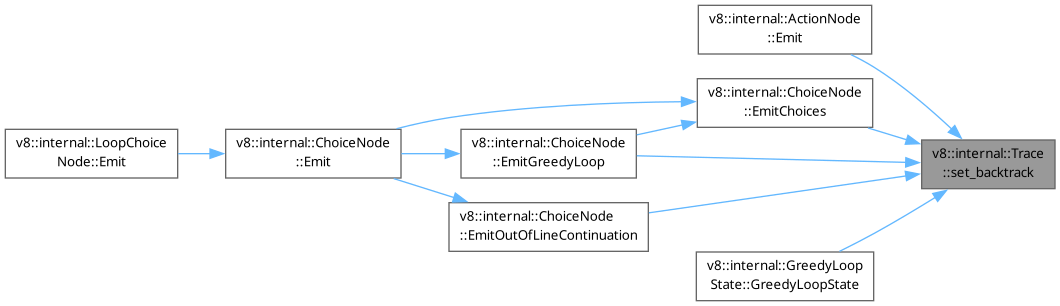 v8::internal::ActionNode
::Emit
v8::internal::ChoiceNode
::EmitChoices
v8::internal::LoopChoice
Node::Emit
v8::internal::ChoiceNode
::Emit
v8::internal::ChoiceNode
::EmitGreedyLoop
v8::internal::Trace
::set_backtrack
v8::internal::ChoiceNode
::EmitOutOfLineContinuation
v8::internal::GreedyLoop
State::GreedyLoopState